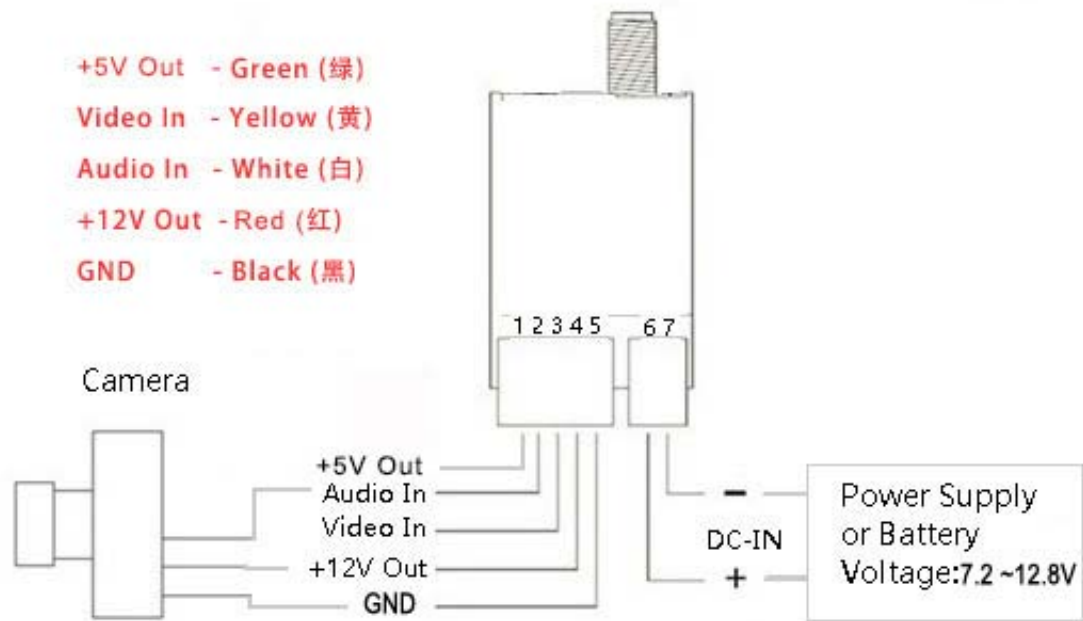 +5V Out - Green (绿)
Video In - Yellow (黄)
Audio In - White (白)
+12V Out - Red (红)
GND - Black (黑)
1 2 3 4 5
6 7
Camera
+5V Out
Audio In
Video In
+12V Out
GND
-
DC-IN
+
Power Supply
or Battery
Voltage:7.2 ~12.8V